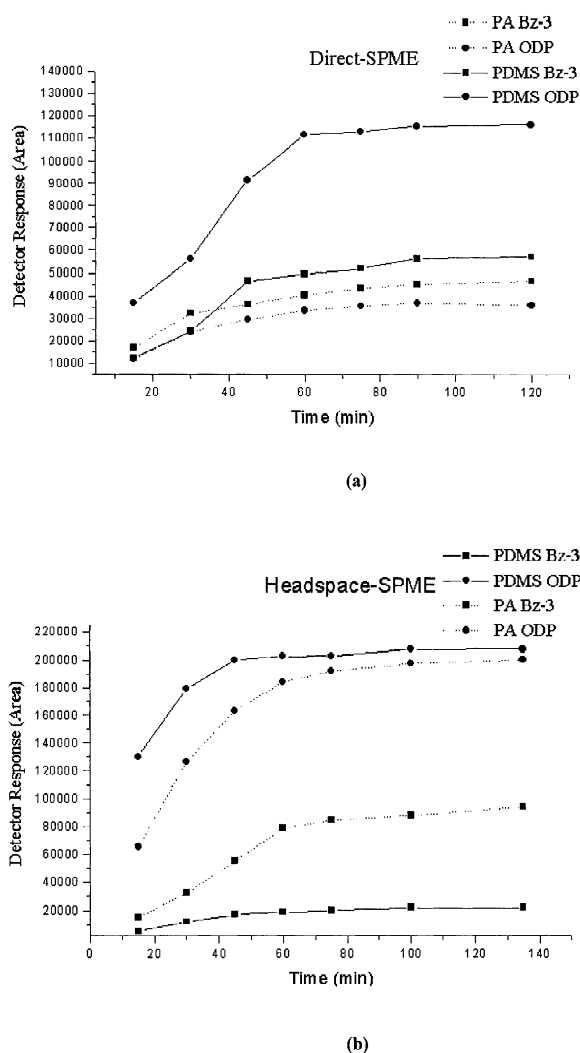 PA Bz-3
PA ODP
PDMS Bz-3
PDMS ODP
Direct-SPME
Detector Response (Area)
140000
130000
120000
110000
100000
90000
80000
70000
60000
50000
40000
30000
20000
10000
20
40
60
80
100
120
Time (min)
(a)
PDMS Bz-3
PDMS ODP
PA Bz-3
PA ODP
Headspace-SPME
Detector Response (Area)
220000
200000
180000
160000
140000
120000
100000
80000
60000
40000
20000
0
20
40
60
80
100
120
140
Time (min)
(b)